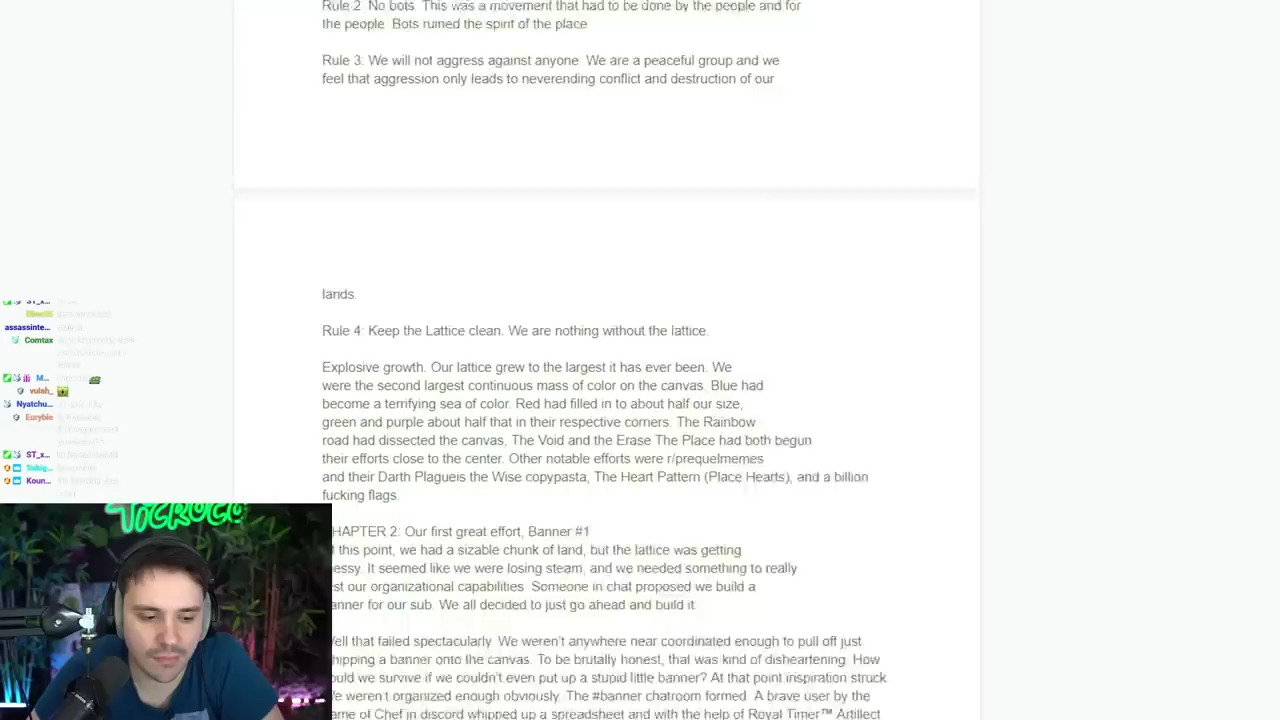 Rule 2: No bots. This was a movement that had to be done by the people and for
the people. Bots ruined the spirit of the place
Rule 3: We will not aggress against anyone. We are a peaceful group and we
feel that aggression only leads to neverending conflict and destruction of our
lands.
Rule 4: Keep the Lattice clean. We are nothing without the lattice.
Explosive growth. Our lattice grew to the largest it has ever been. We
were the second largest continuous mass of color on the canvas. Blue had
become a terrifying sea of color. Red had filled in to about half our size,
green and purple about half that in their respective corners. The Rainbow
road had dissected the canvas, The Void and the Erase The Place had both begun
their efforts close to the center. Other notable efforts were r/prequelmemes
and their Darth Plagueis the Wise copypasta, The Heart Pattern (Place Hearts), and a billion
fucking flags.
HAPTER 2: Our first great effort, Banner #1
this point, we had a sizable chunk of land, but the lattice was getting
essy. It seemed like we were losing steam, and we needed something to really
st our organizational capabilities. Someone in chat proposed we build a
anner for our sub. We all decided to just go ahead and build it
ell that failed spectacularly. We weren't anywhere near coordinated enough to pull off just
hipping a banner onto the canvas. To be brutally honest, that was kind of disheartening. How
ould we survive if we couldn't even put up a stupid little banner? At that point inspiration struck
e weren't organized enough obviously. The #banner chatroom formed. A brave user by the
ame of Chef in discord whipped up a spreadsheet and with the help of Royal Timer™ Artillect
ST_x...
assassinte...
Comtax
M...
vulsh_
Nyatchu...
Eurybie
ST_x...
Koun...